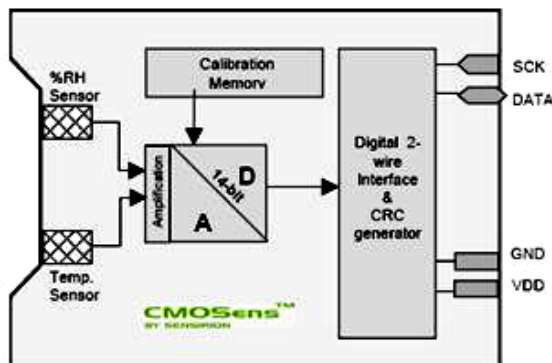 %RH
Sensor
Calibration
Memory
SCK
DATA
Digital 2-
wire
Interface
&
CRC
generator
Amplification
14-bit
D
A
GND
VDD
Temp.
Sensor
CMOSens™
BY SENSIRION